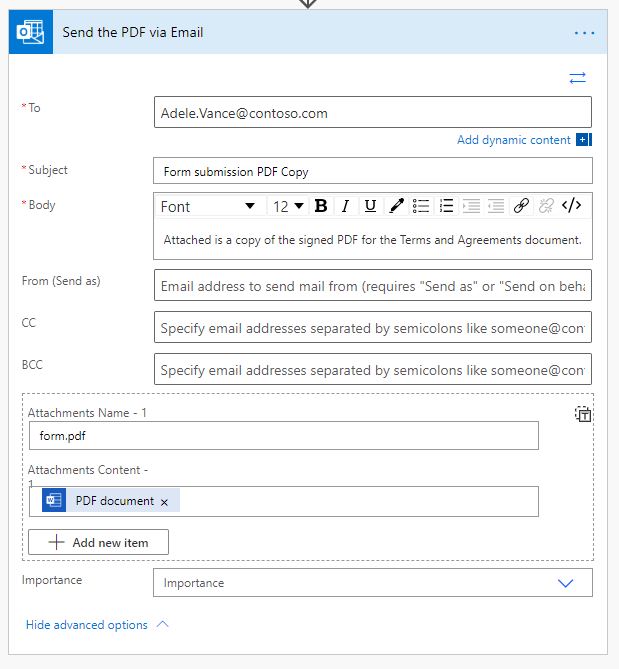 Send the PDF via Email
* To
Adele.Vance@contoso.com
Add dynamic content
* Subject
Form submission PDF Copy
* Body
Font 12 B I U </>
Attached is a copy of the signed PDF for the Terms and Agreements document.
From (Send as)
Email address to send mail from (requires "Send as" or "Send on beha
CC
Specify email addresses separated by semicolons like someone@con
BCC
Specify email addresses separated by semicolons like someone@con
Attachments Name - 1
form.pdf
Attachments Content -
1
PDF document ×
Add new item
Importance
Importance
Hide advanced options